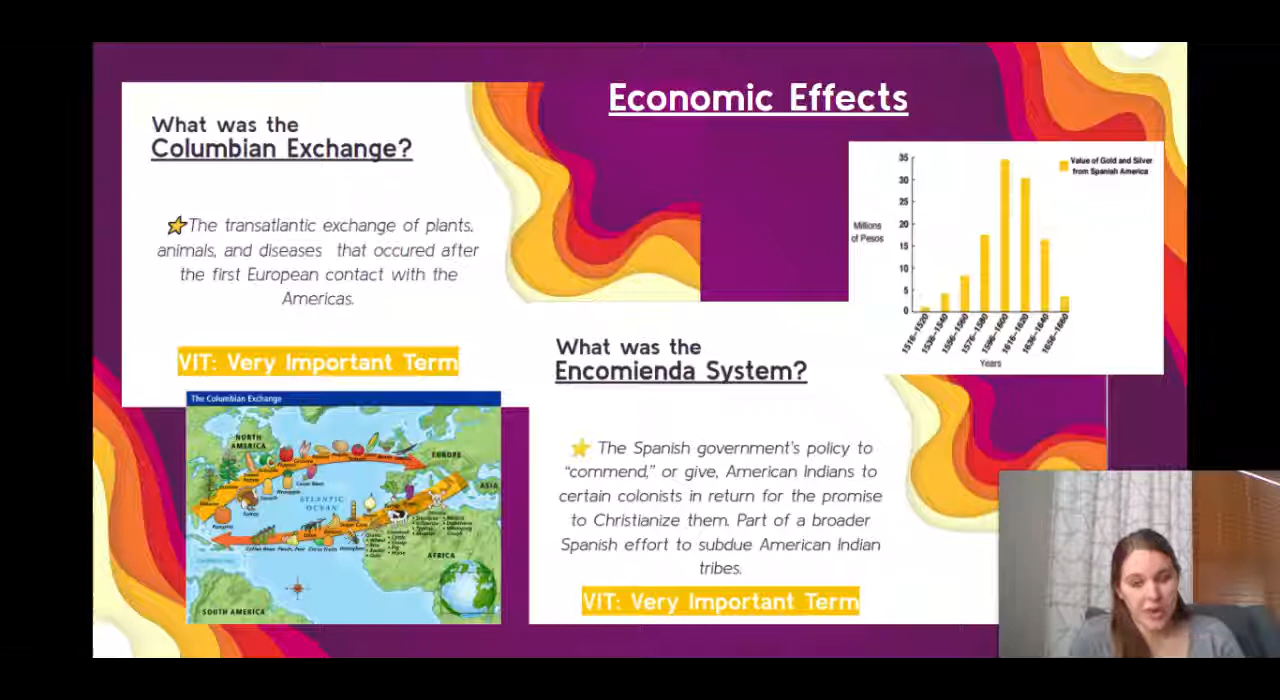 Economic Effects
What was the
Columbian Exchange?
The transatlantic exchange of plants,
animals, and diseases that occured after
the first European contact with the
Americas.
VIT: Very Important Term
The Columbian Exchange
NORTH
AMERICA
EUROPE
ASIA
ATLANTIC
OCEAN
AFRICA
SOUTH AMERICA
What was the
Encomienda System?
The Spanish government's policy to
"commend," or give, American Indians to
certain colonists in return for the promise
to Christianize them. Part of a broader
Spanish effort to subdue American Indian
tribes.
VIT: Very Important Term
Value of Gold and Silver
from Spanish America
Millions
of Pesos
35
30
25
20
15
10
5
0
1516-1520
1536-1540
1556-1560
1576-1580
1596-1600
1616-1620
1636-1640
1656-1660
Years